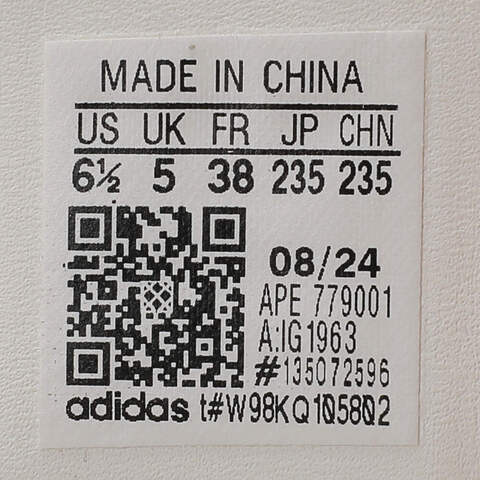 MADE IN CHINA
US UK FR JP CHN
6½ 5 38 235 235
08/24
APE 779001
A:IG1963
#135072596
adidas t#W98KQ105802